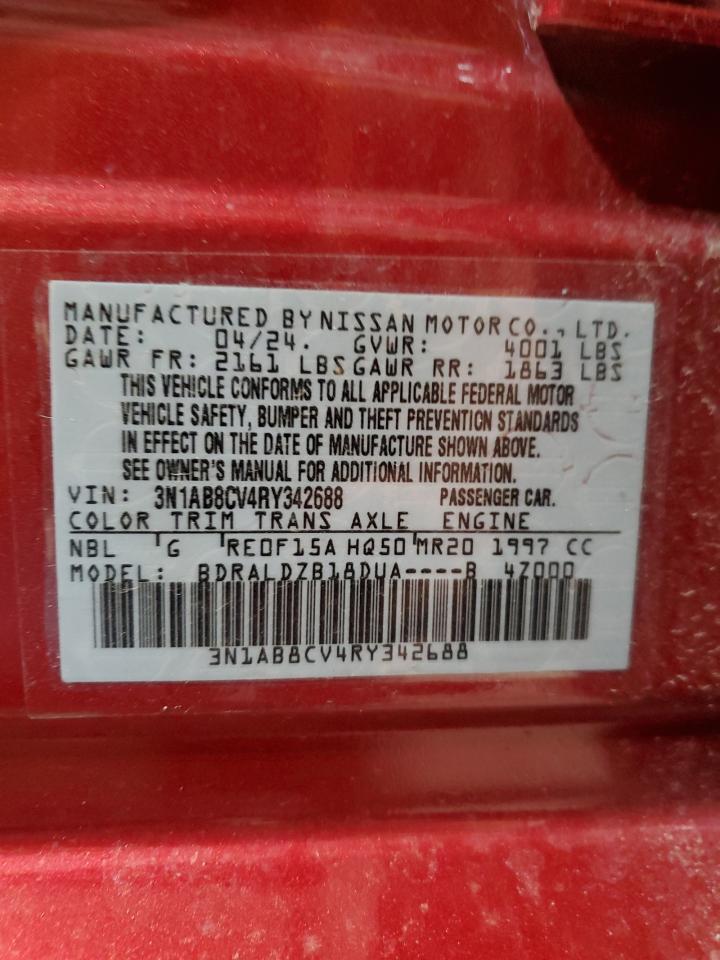 MANUFACTURED BY NISSAN MOTOR CO., LTD.
DATE: 04/24. GVWR: 4001 LBS
GAWR FR: 2161 LBS GAWR RR: 1863 LBS
THIS VEHICLE CONFORMS TO ALL APPLICABLE FEDERAL MOTOR
VEHICLE SAFETY, BUMPER AND THEFT PREVENTION STANDARDS
IN EFFECT ON THE DATE OF MANUFACTURE SHOWN ABOVE.
SEE OWNER'S MANUAL FOR ADDITIONAL INFORMATION.
VIN: 3N1AB8CV4RY342688 PASSENGER CAR.
COLOR TRIM TRANS AXLE ENGINE
NBL G RE0F15A HQ50 MR20 1997 CC
MODEL: BDRALDZB18DUA----B 4Z000
3N1AB8CV4RY342688